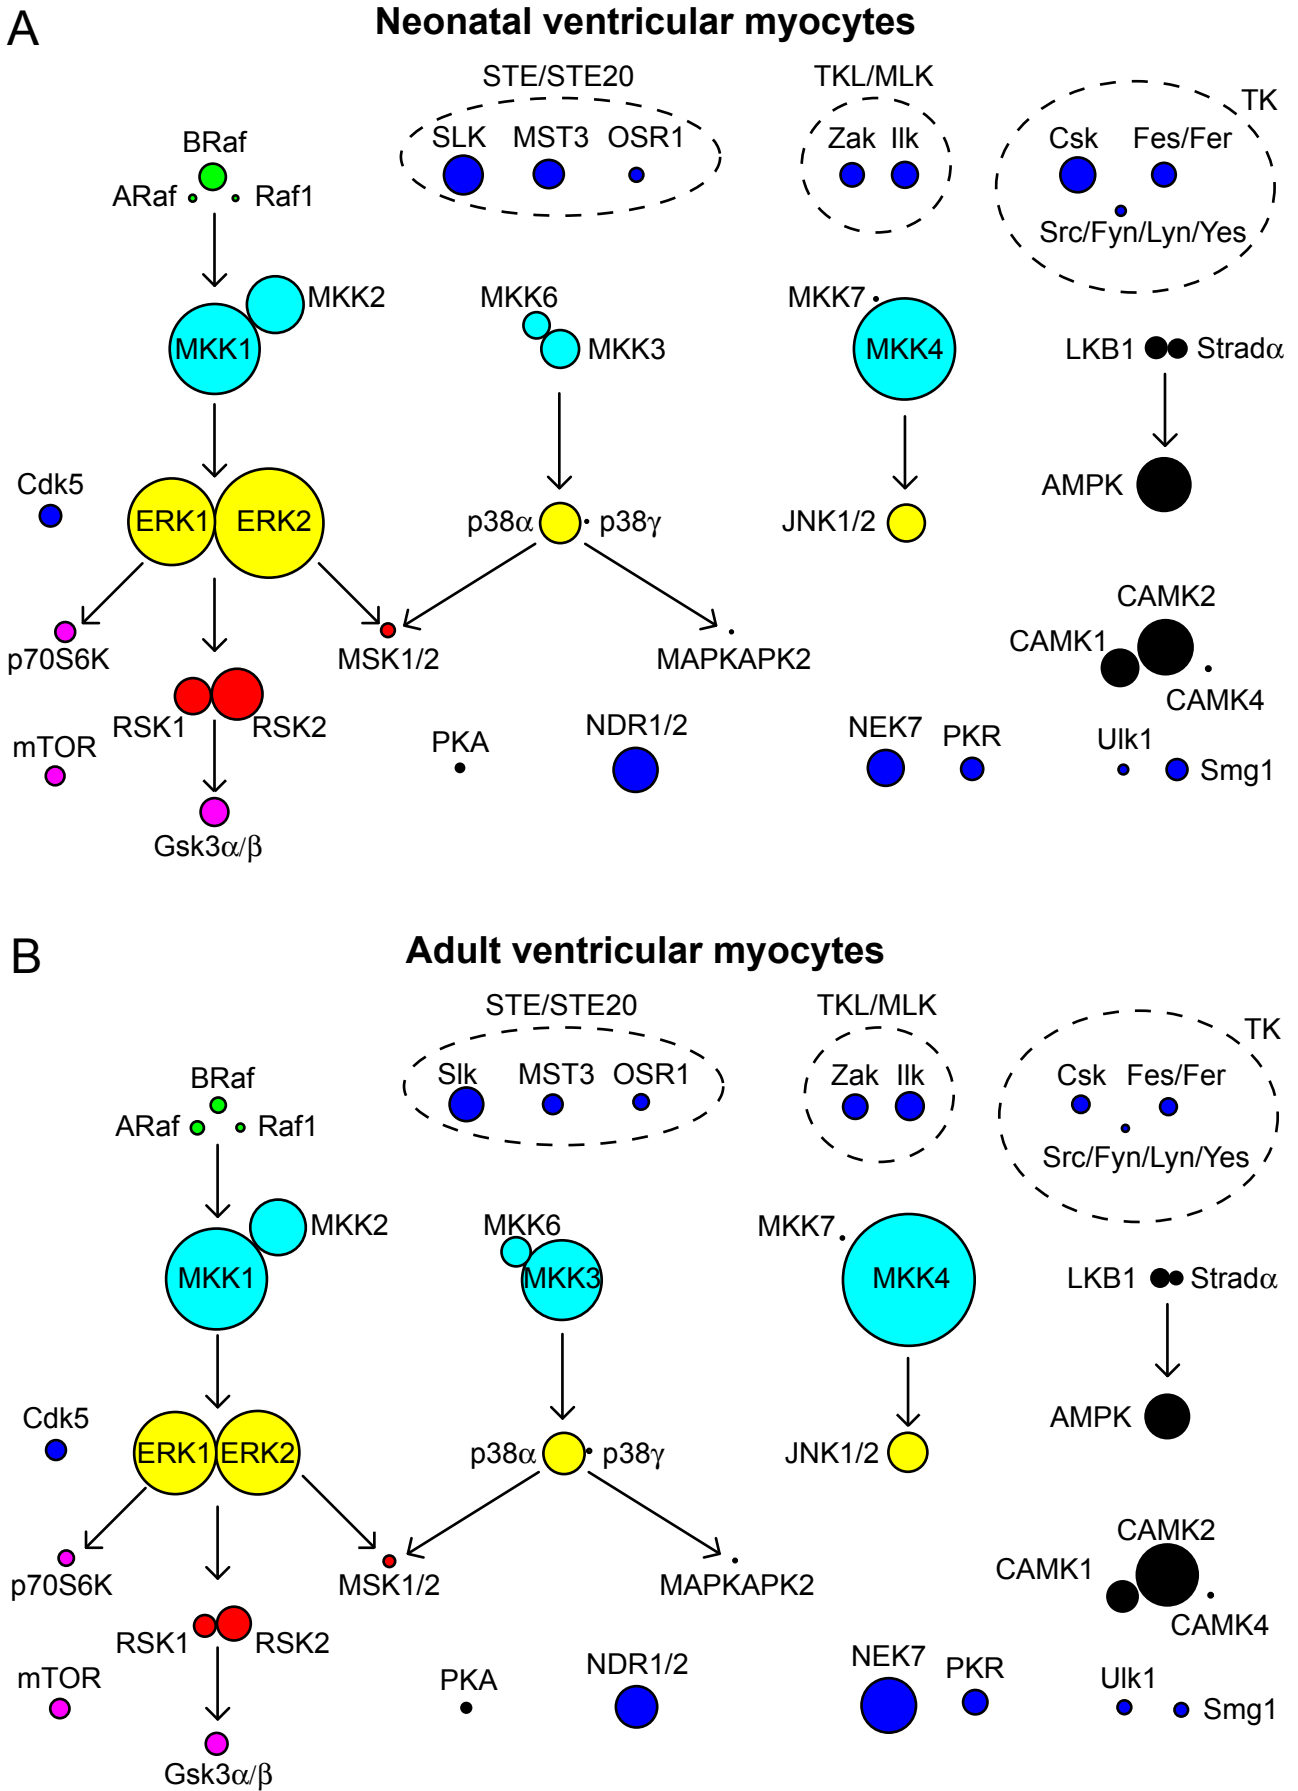 A
Neonatal ventricular myocytes
STE/STE20
TKL/MLK
TK
SLK
MST3
OSR1
Zak
Ilk
Csk
Fes/Fer
BRaf
ARaf
Raf1
Src/Fyn/Lyn/Yes
MKK2
MKK6
MKK7
MKK1
MKK3
MKK4
LKB1
Stradα
Cdk5
AMPK
ERK1
ERK2
p38α
p38γ
JNK1/2
CAMK2
CAMK1
p70S6K
MSK1/2
MAPKAPK2
CAMK4
RSK1
RSK2
mTOR
PKA
NDR1/2
NEK7
PKR
Ulk1
Smg1
Gsk3α/β
B
Adult ventricular myocytes
STE/STE20
TKL/MLK
TK
Slk
MST3
OSR1
Zak
Ilk
Csk
Fes/Fer
BRaf
ARaf
Raf1
Src/Fyn/Lyn/Yes
MKK2
MKK6
MKK7
MKK1
MKK3
MKK4
LKB1
Stradα
Cdk5
AMPK
ERK1
ERK2
p38α
p38γ
JNK1/2
CAMK2
CAMK1
p70S6K
MSK1/2
MAPKAPK2
CAMK4
RSK1
RSK2
mTOR
PKA
NDR1/2
NEK7
PKR
Ulk1
Smg1
Gsk3α/β